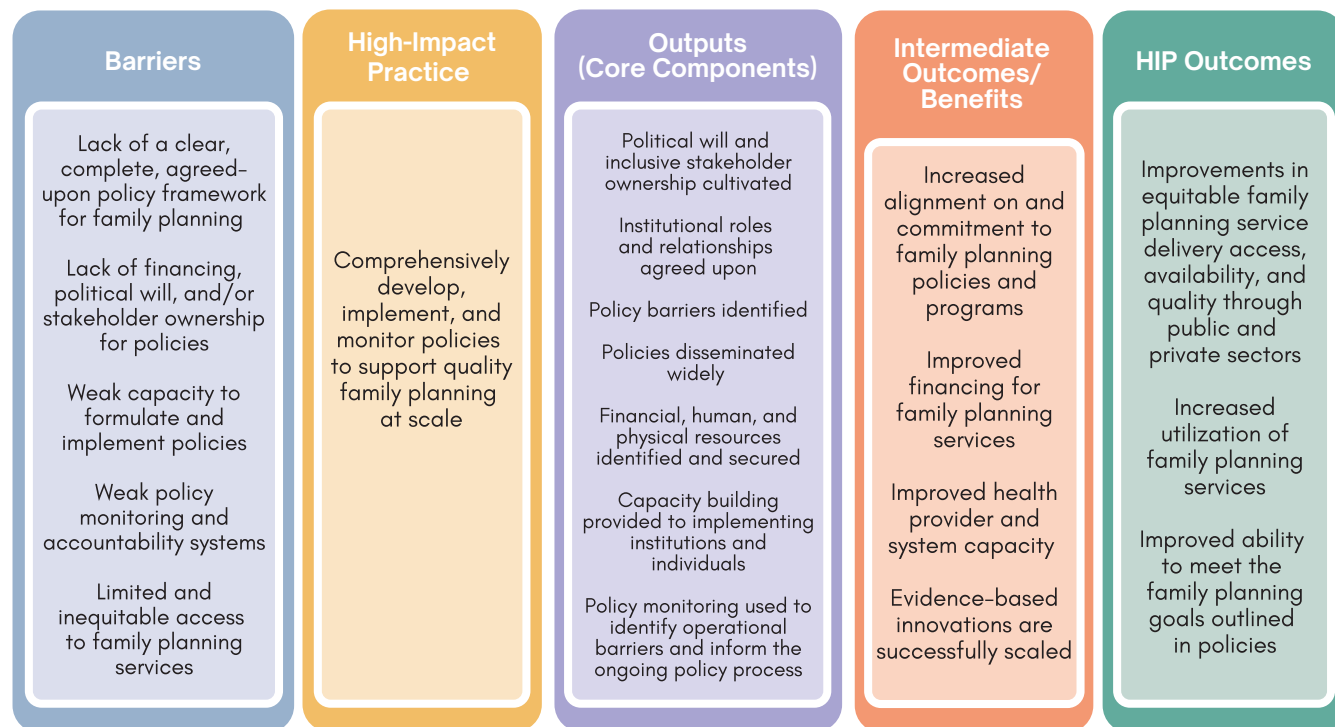 Barriers
Lack of a clear,
complete, agreed-
upon policy framework
for family planning
Lack of financing,
political will, and/or
stakeholder ownership
for policies
Weak capacity to
formulate and
implement policies
Weak policy
monitoring and
accountability systems
Limited and
inequitable access
to family planning
services
High-Impact
Practice
Comprehensively
develop,
implement, and
monitor policies
to support quality
family planning
at scale
Outputs
(Core Components)
Political will and
inclusive stakeholder
ownership cultivated
Institutional roles
and relationships
agreed upon
Policy barriers identified
Policies disseminated
widely
Financial, human, and
physical resources
identified and secured
Capacity building
provided to implementing
institutions and
individuals
Policy monitoring used to
identify operational
barriers and inform the
ongoing policy process
Intermediate
Outcomes/
Benefits
Increased
alignment on and
commitment to
family planning
policies and
programs
Improved
financing for
family planning
services
Improved health
provider and
system capacity
Evidence-based
innovations are
successfully scaled
HIP Outcomes
Improvements in
equitable family
planning service
delivery access,
availability, and
quality through
public and
private sectors
Increased
utilization of
family planning
services
Improved ability
to meet the
family planning
goals outlined
in policies